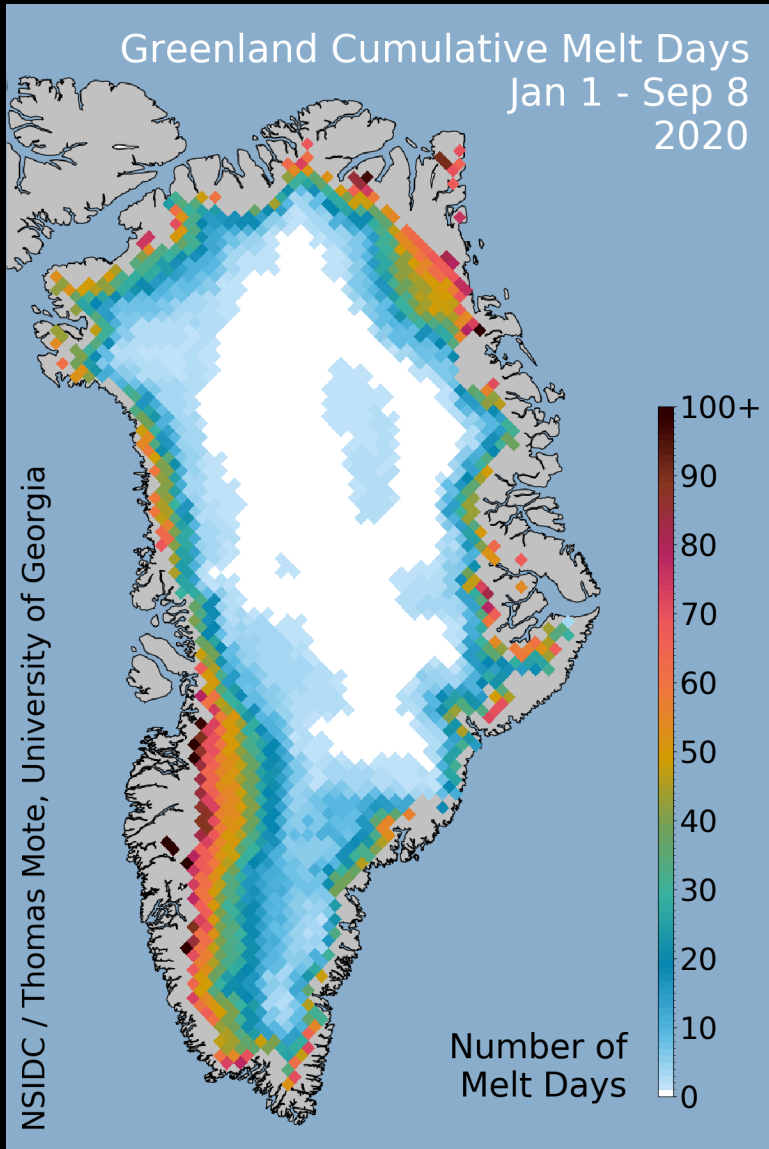 Greenland Cumulative Melt Days
Jan 1 - Sep 8
2020
NSIDC / Thomas Mote, University of Georgia
100+
90
80
70
60
50
40
30
20
10
0
Number of
Melt Days